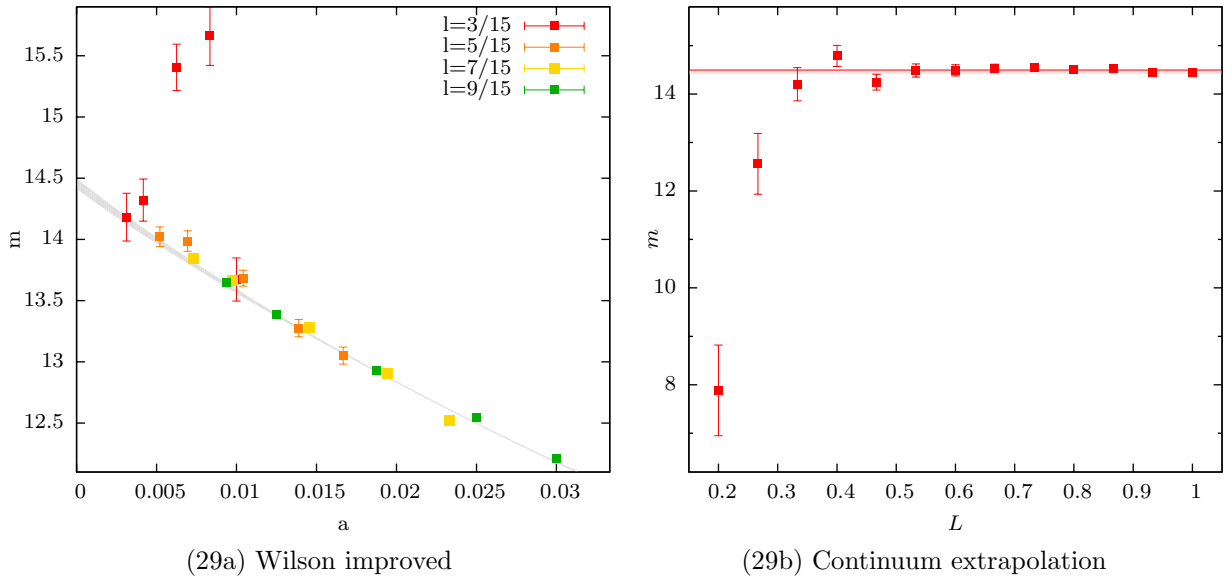 15.5
15
14.5
14
13.5
13
12.5
m
0 0.005 0.01 0.015 0.02 0.025 0.03
a
l=3/15
l=5/15
l=7/15
l=9/15
(29a) Wilson improved
14
12
10
8
m
0.2 0.3 0.4 0.5 0.6 0.7 0.8 0.9 1
L
(29b) Continuum extrapolation